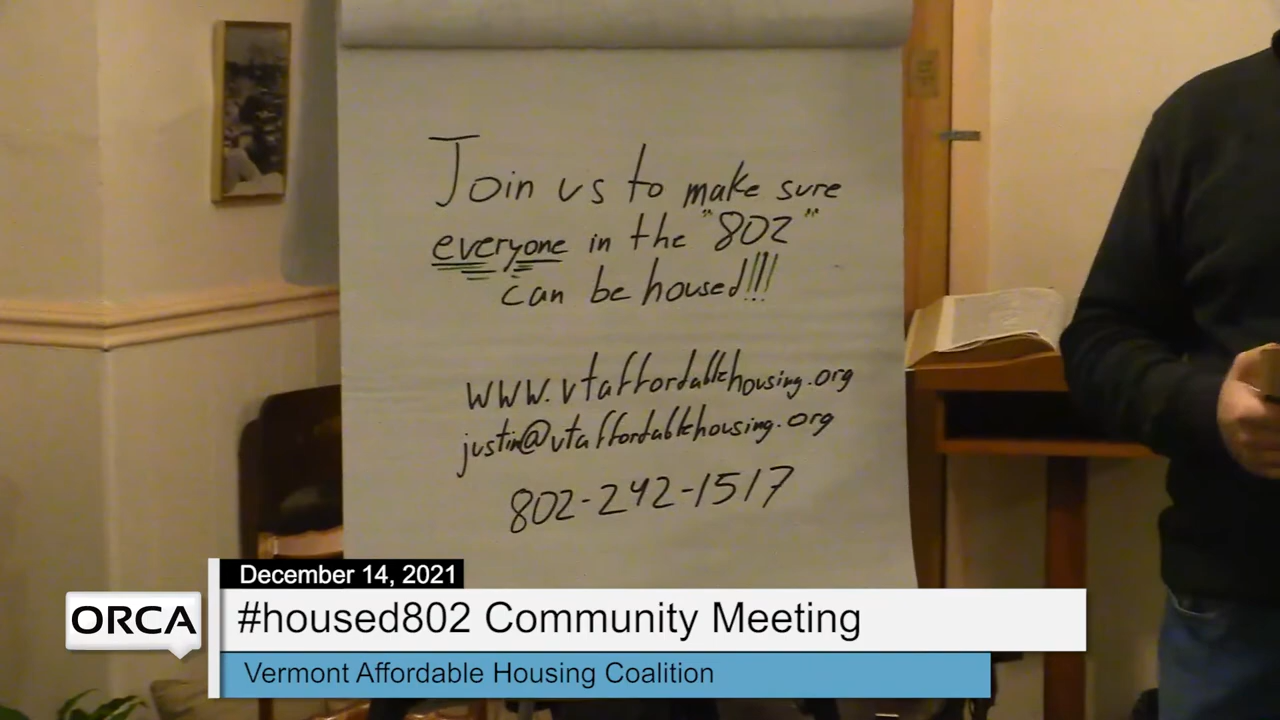 Join us to make sure
everyone in the "802"
can be housed!!!
www.vtaffordablehousing.org
justin@vtaffordablehousing.org
802-242-1517
December 14, 2021
ORCA
#housed802 Community Meeting
Vermont Affordable Housing Coalition